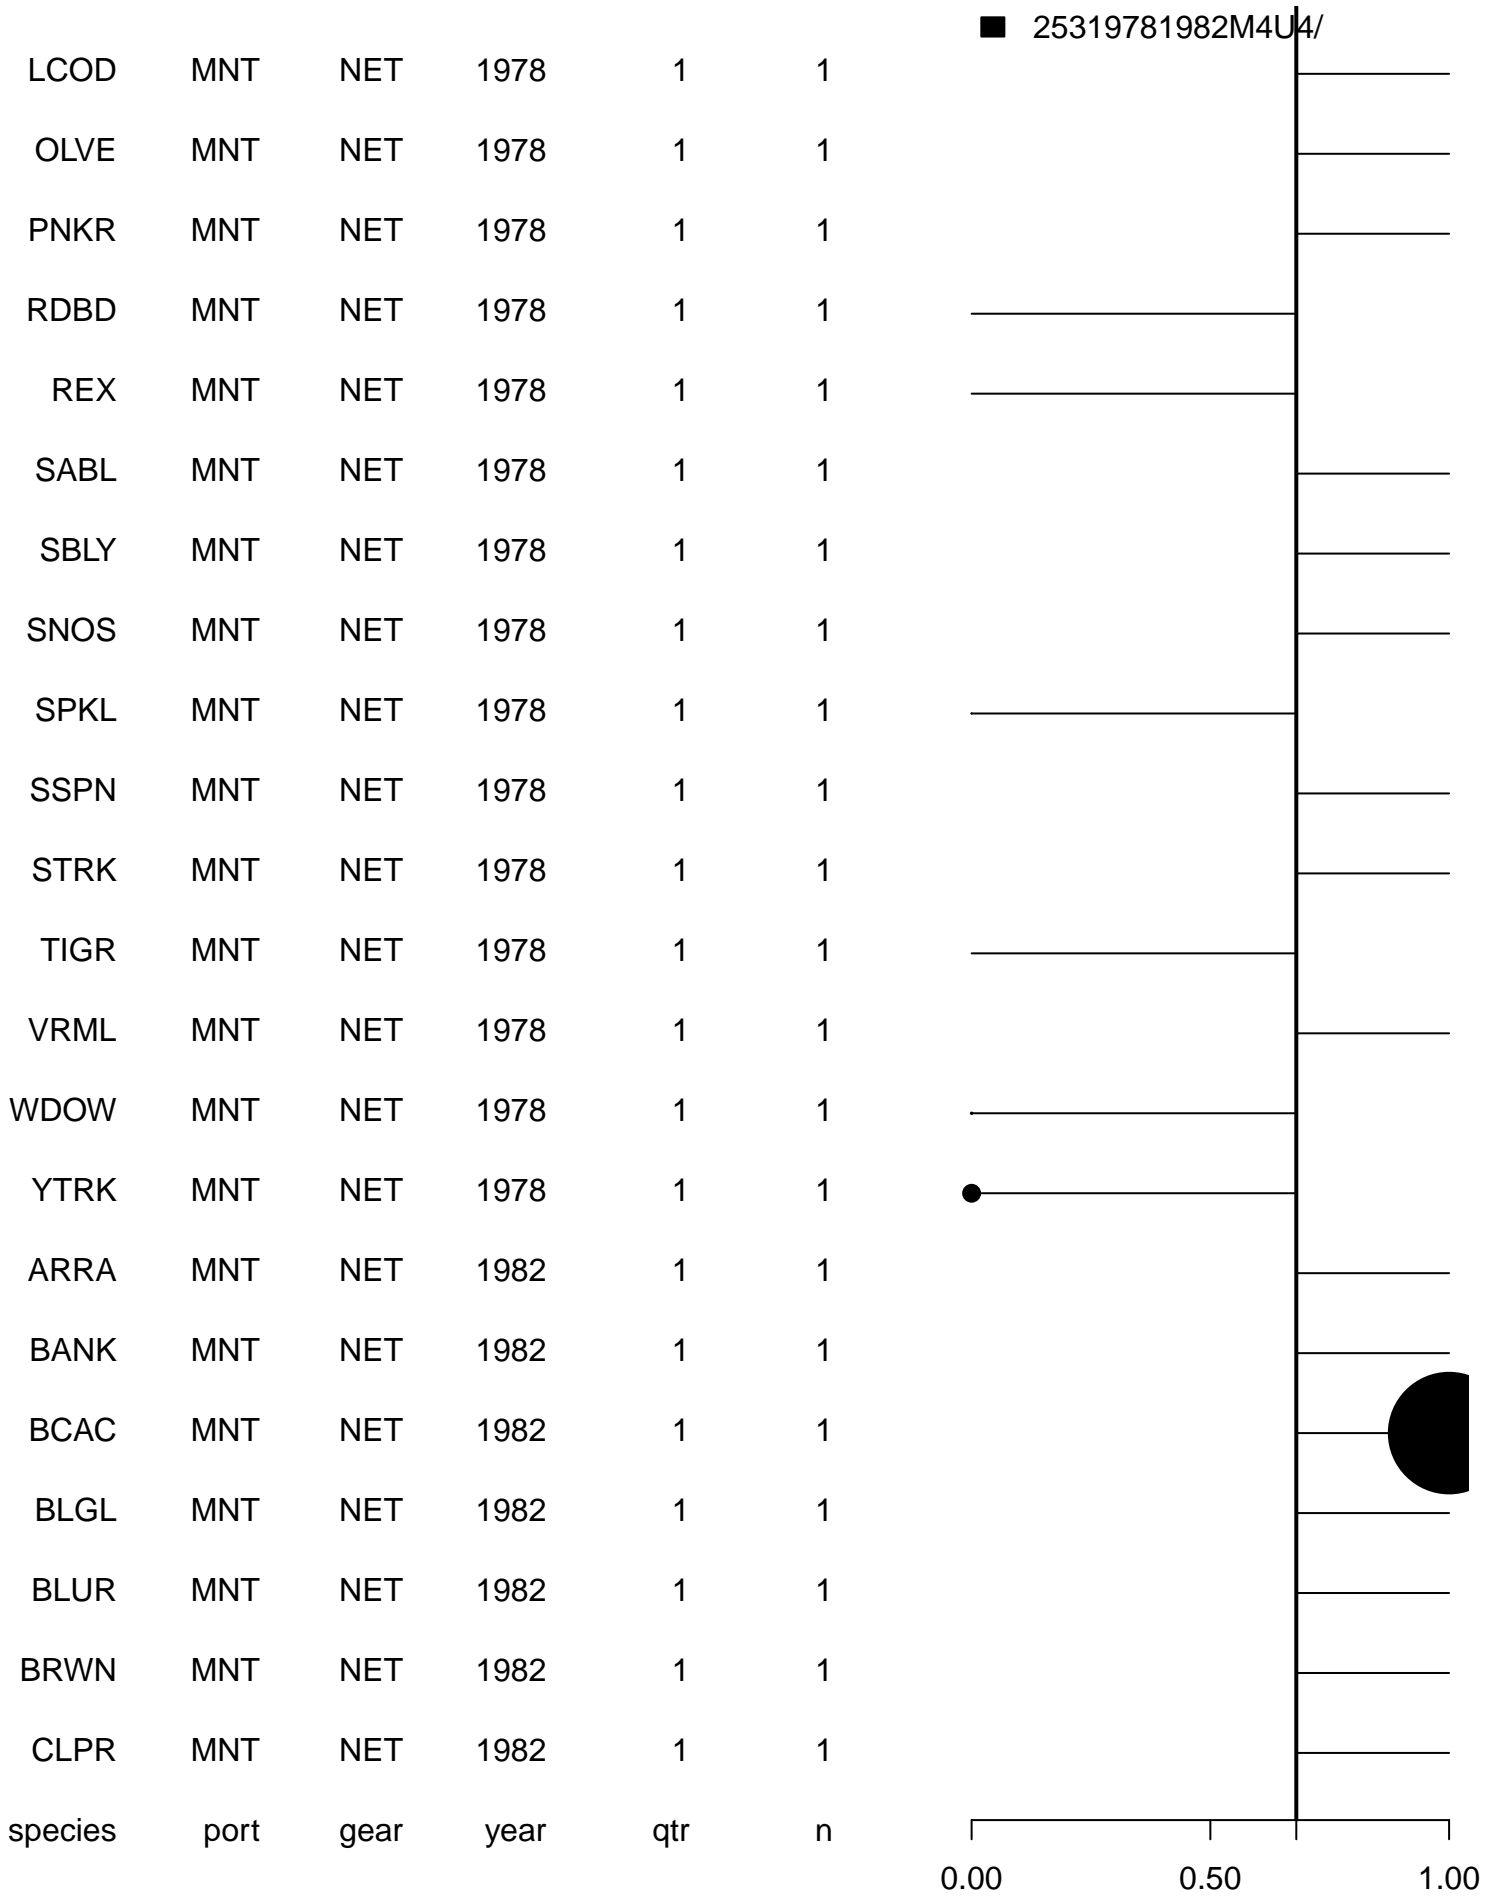 25319781982M4U4/
LCOD MNT NET 1978 1 1
OLVE MNT NET 1978 1 1
PNKR MNT NET 1978 1 1
RDBD MNT NET 1978 1 1
REX MNT NET 1978 1 1
SABL MNT NET 1978 1 1
SBLY MNT NET 1978 1 1
SNOS MNT NET 1978 1 1
SPKL MNT NET 1978 1 1
SSPN MNT NET 1978 1 1
STRK MNT NET 1978 1 1
TIGR MNT NET 1978 1 1
VRML MNT NET 1978 1 1
WDOW MNT NET 1978 1 1
YTRK MNT NET 1978 1 1
ARRA MNT NET 1982 1 1
BANK MNT NET 1982 1 1
BCAC MNT NET 1982 1 1
BLGL MNT NET 1982 1 1
BLUR MNT NET 1982 1 1
BRWN MNT NET 1982 1 1
CLPR MNT NET 1982 1 1
species port gear year qtr n
0.00 0.50 1.00